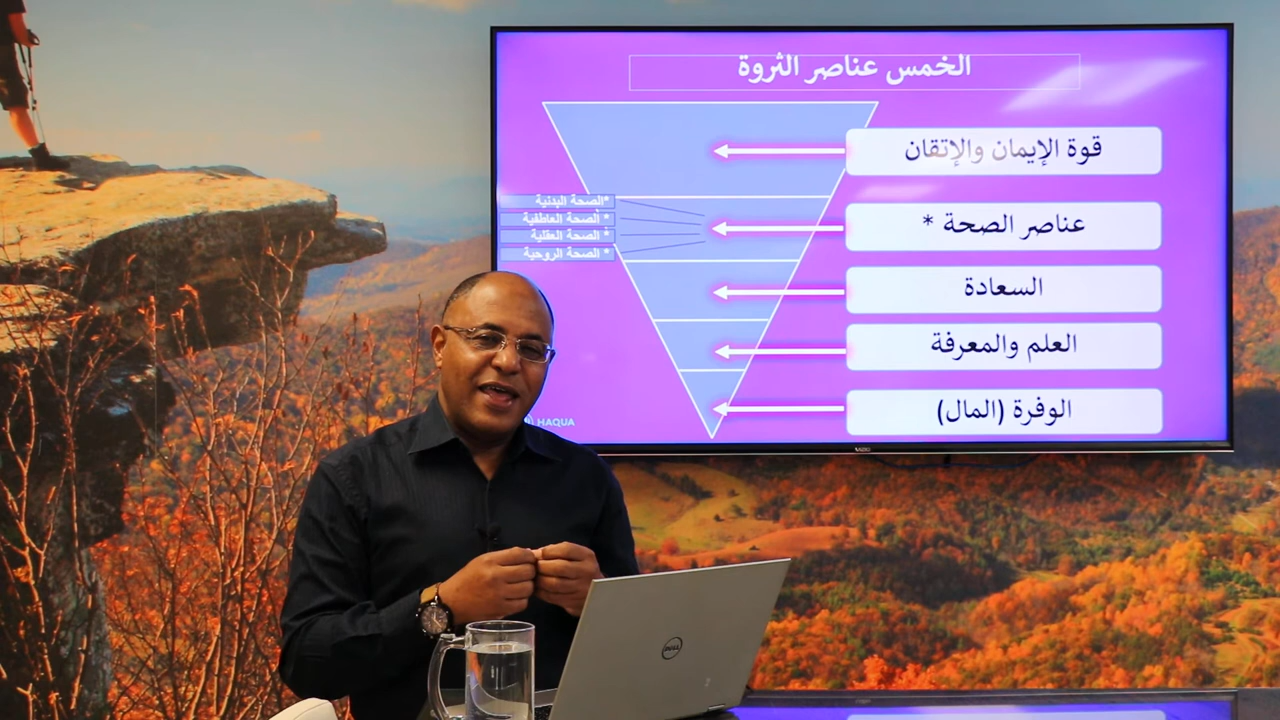 الخمس عناصر الثروة
قوة الإيمان والإتقان
عناصر الصحة *
*الصحة البدنية
* الصحة العاطفية
* الصحة العقلية
* الصحة الروحية
السعادة
العلم والمعرفة
الوفرة (المال)
HAQUA
DELL